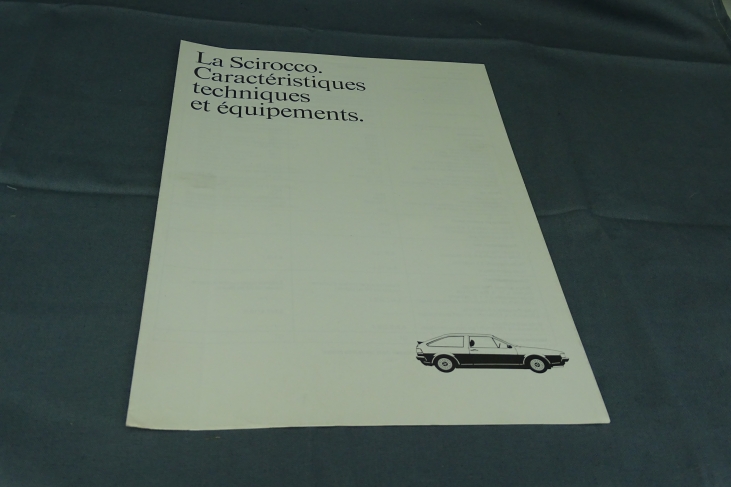 La Scirocco.
Caractéristiques
techniques
et équipements.